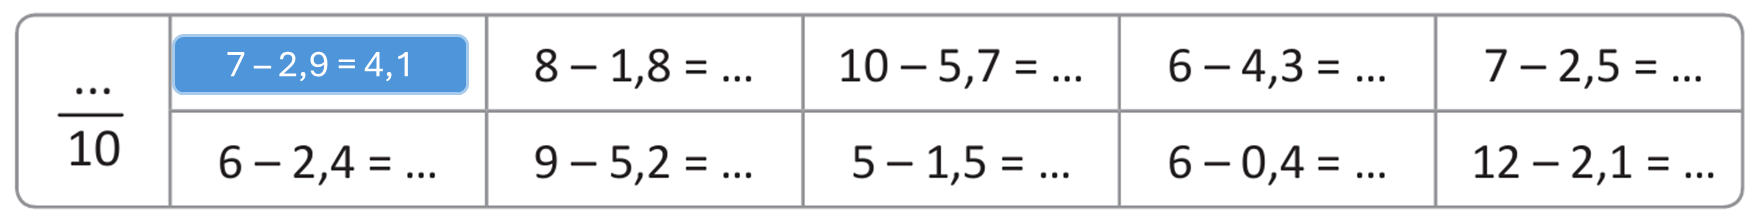 ...
10
7 – 2,9 = 4,1
8 – 1,8 = ...
10 – 5,7 = ...
6 – 4,3 = ...
7 – 2,5 = ...
6 – 2,4 = ...
9 – 5,2 = ...
5 – 1,5 = ...
6 – 0,4 = ...
12 – 2,1 = ...